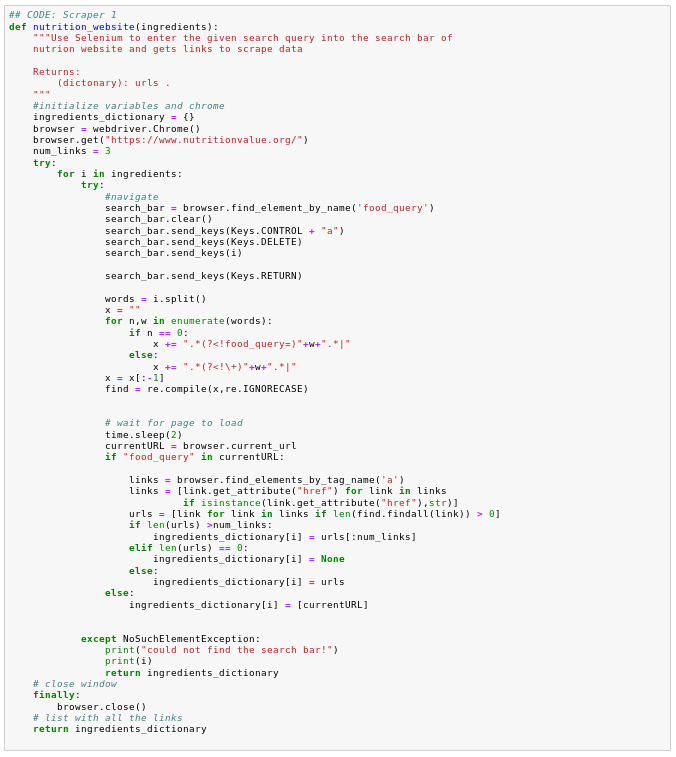 ## CODE: Scraper 1
def nutrition_website(ingredients):
    """Use Selenium to enter the given search query into the search bar of
    nutrion website and gets links to scrape data

    Returns:
        (dictonary): urls .
    """
    #initialize variables and chrome
    ingredients_dictionary = {}
    browser = webdriver.Chrome()
    browser.get("https://www.nutritionvalue.org/")
    num_links = 3
    try:
        for i in ingredients:
            try:
                #navigate
                search_bar = browser.find_element_by_name('food_query')
                search_bar.clear()
                search_bar.send_keys(Keys.CONTROL + "a")
                search_bar.send_keys(Keys.DELETE)
                search_bar.send_keys(i)

                search_bar.send_keys(Keys.RETURN)

                words = i.split()
                x = ""
                for n,w in enumerate(words):
                    if n == 0:
                        x += ".*(?<!food_query=)"+w+".*|"
                    else:
                        x += ".*(?<!\+)"+w+".*|"
                x = x[:-1]
                find = re.compile(x,re.IGNORECASE)


                # wait for page to load
                time.sleep(2)
                currentURL = browser.current_url
                if "food_query" in currentURL:

                    links = browser.find_elements_by_tag_name('a')
                    links = [link.get_attribute("href") for link in links
                             if isinstance(link.get_attribute("href"),str)]
                    urls = [link for link in links if len(find.findall(link)) > 0]
                    if len(urls) >num_links:
                        ingredients_dictionary[i] = urls[:num_links]
                    elif len(urls) == 0:
                        ingredients_dictionary[i] = None
                    else:
                        ingredients_dictionary[i] = urls
                else:
                    ingredients_dictionary[i] = [currentURL]


            except NoSuchElementException:
                print("could not find the search bar!")
                print(i)
                return ingredients_dictionary
    # close window
    finally:
        browser.close()
    # list with all the links
    return ingredients_dictionary